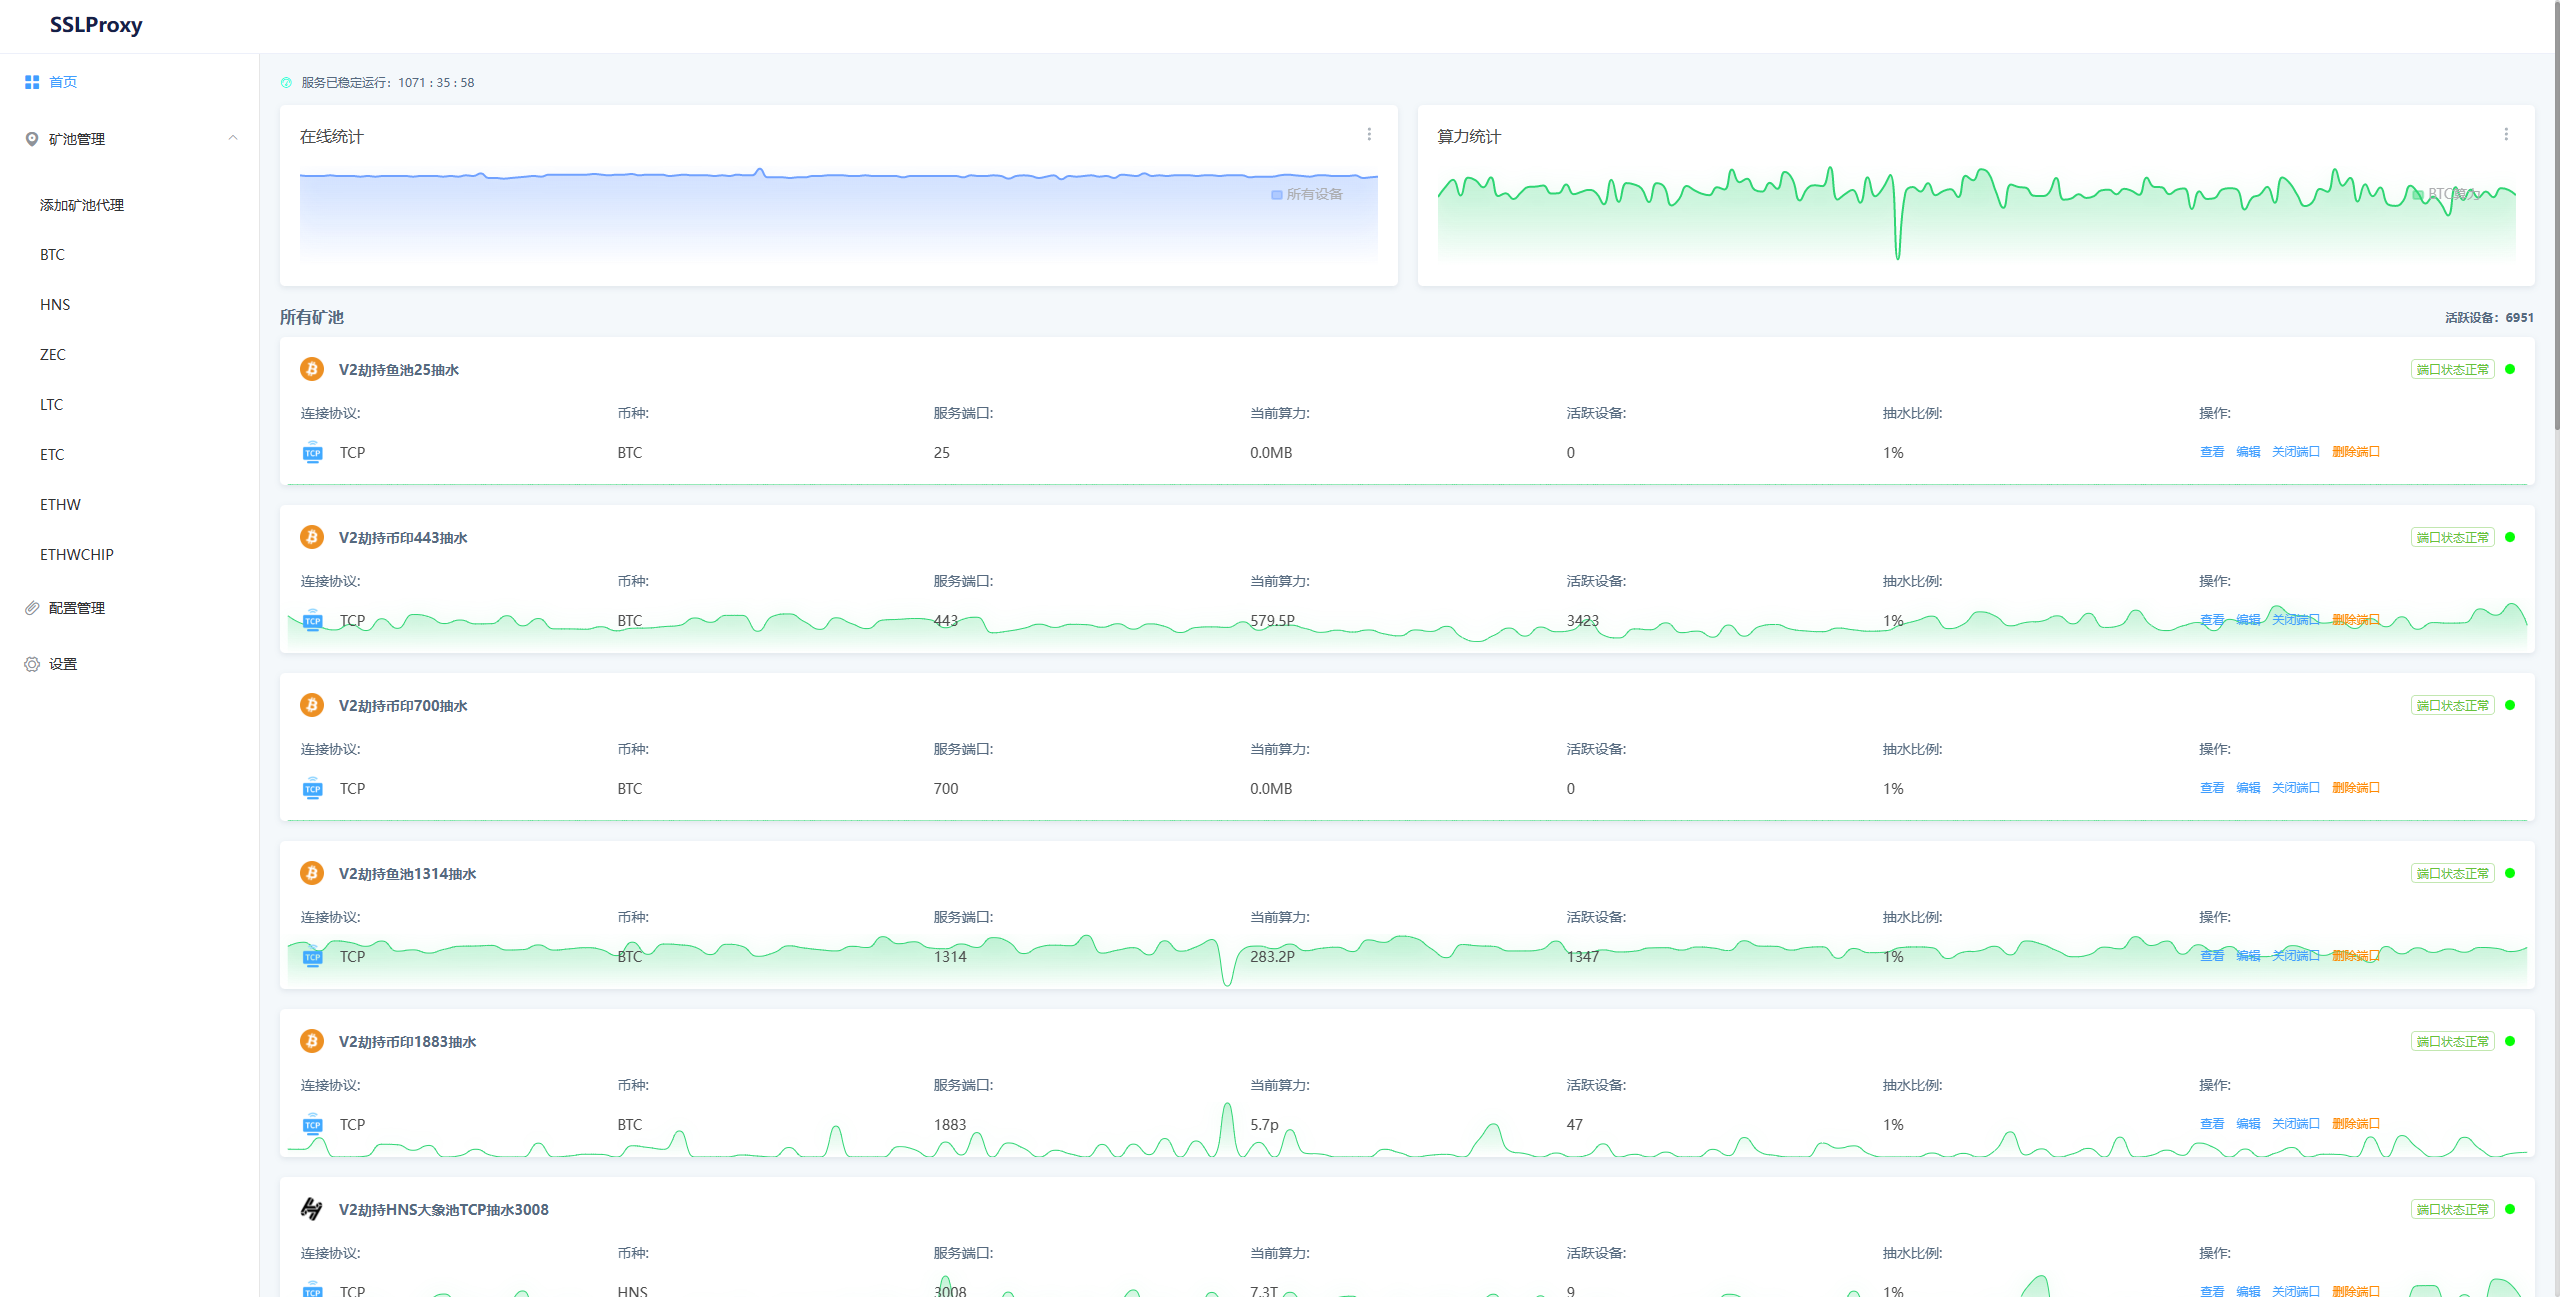 SSLProxy
首页
矿池管理
添加矿池代理
BTC
HNS
ZEC
LTC
ETC
ETHW
ETHWCHIP
配置管理
设置
服务已稳定运行：1071 : 35 : 58
在线统计
所有设备
算力统计
BTC算力
所有矿池
活跃设备：6951
V2劫持鱼池25抽水
端口状态正常
连接协议: 币种: 服务端口: 当前算力: 活跃设备: 抽水比例: 操作:
TCP TCP BTC 25 0.0MB 0 1% 查看 编辑 关闭端口 删除端口
V2劫持币印443抽水
端口状态正常
连接协议: 币种: 服务端口: 当前算力: 活跃设备: 抽水比例: 操作:
TCP TCP BTC 443 579.5P 3423 1% 查看 编辑 关闭端口 删除端口
V2劫持币印700抽水
端口状态正常
连接协议: 币种: 服务端口: 当前算力: 活跃设备: 抽水比例: 操作:
TCP TCP BTC 700 0.0MB 0 1% 查看 编辑 关闭端口 删除端口
V2劫持鱼池1314抽水
端口状态正常
连接协议: 币种: 服务端口: 当前算力: 活跃设备: 抽水比例: 操作:
TCP TCP BTC 1314 283.2P 1347 1% 查看 编辑 关闭端口 删除端口
V2劫持币印1883抽水
端口状态正常
连接协议: 币种: 服务端口: 当前算力: 活跃设备: 抽水比例: 操作:
TCP TCP BTC 1883 5.7p 47 1% 查看 编辑 关闭端口 删除端口
V2劫持HNS大象池TCP抽水3008
端口状态正常
连接协议: 币种: 服务端口: 当前算力: 活跃设备: 抽水比例: 操作:
TCP TCP HNS 3008 7.3T 9 1% 查看 编辑 关闭端口 删除端口